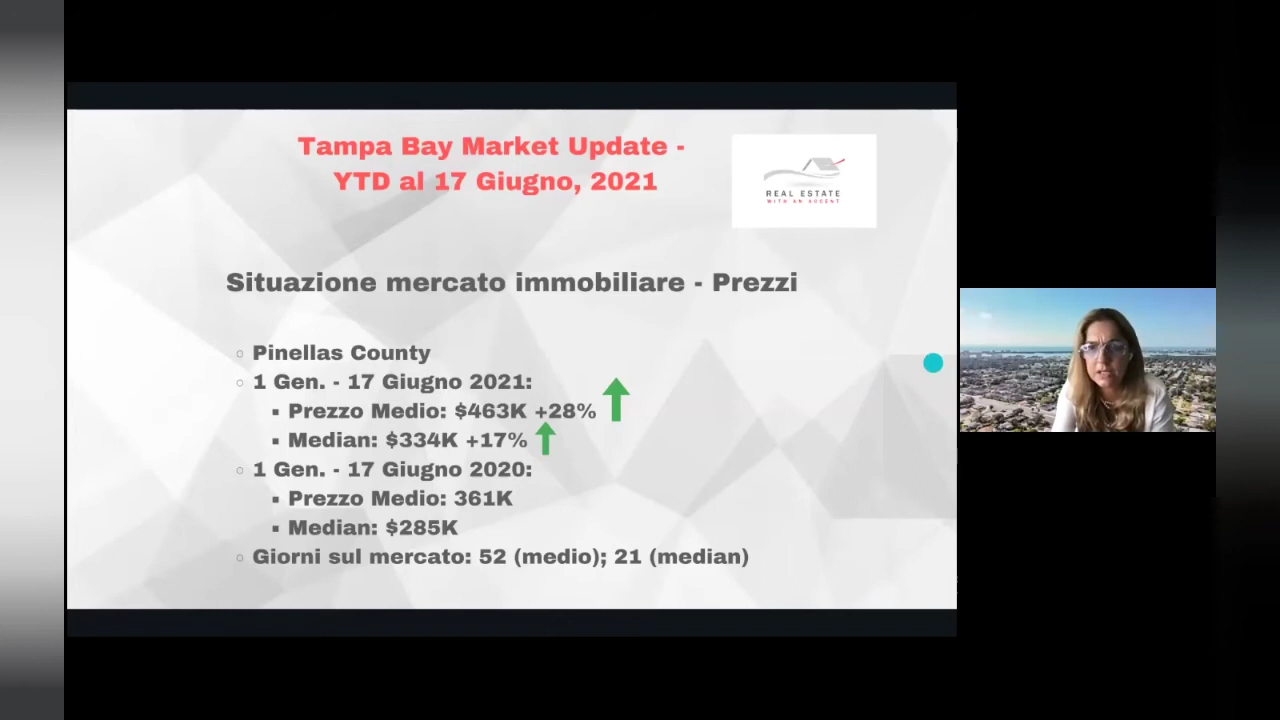 Tampa Bay Market Update -
YTD al 17 Giugno, 2021
REAL ESTATE
WITH AN ACCENT
Situazione mercato immobiliare - Prezzi
Pinellas County
1 Gen. - 17 Giugno 2021:
Prezzo Medio: $463K +28%
Median: $334K +17%
1 Gen. - 17 Giugno 2020:
Prezzo Medio: 361K
Median: $285K
Giorni sul mercato: 52 (medio); 21 (median)